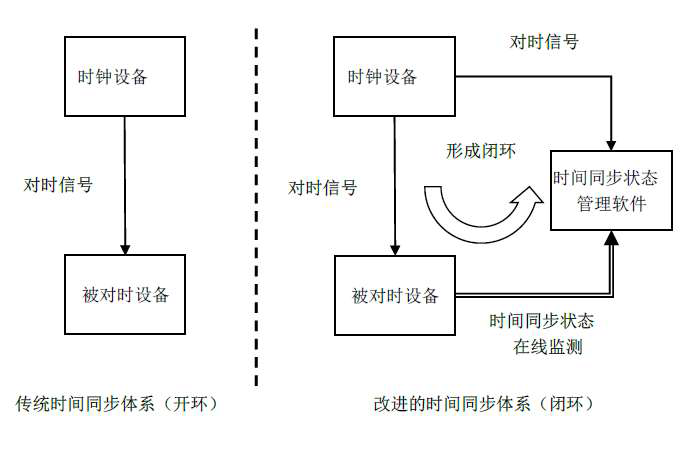 时钟设备
对时信号
被对时设备
传统时间同步体系（开环）
对时信号
时钟设备
形成闭环
对时信号
时间同步状态
管理软件
被对时设备
时间同步状态
在线监测
改进的时间同步体系（闭环）